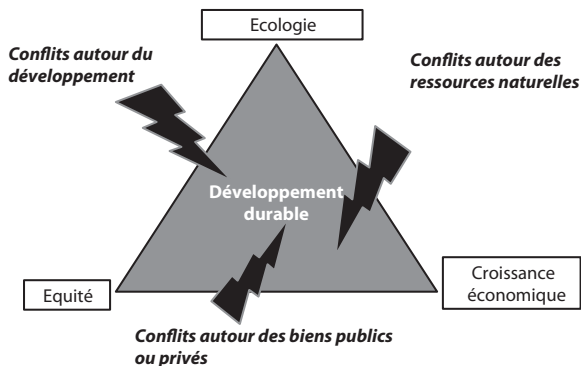 Ecologie
Conflits autour du
développement
Conflits autour des
ressources naturelles
Développement
durable
Equité
Croissance
économique
Conflits autour des biens publics
ou privés